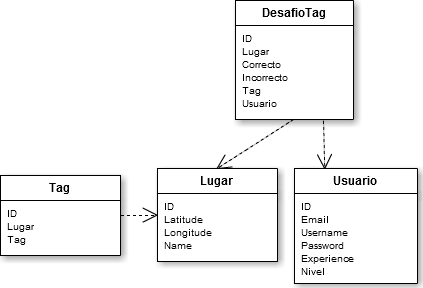 DesafioTag
ID
Lugar
Correcto
Incorrecto
Tag
Usuario
Tag
ID
Lugar
Tag
Lugar
ID
Latitude
Longitude
Name
Usuario
ID
Email
Username
Password
Experience
Nivel